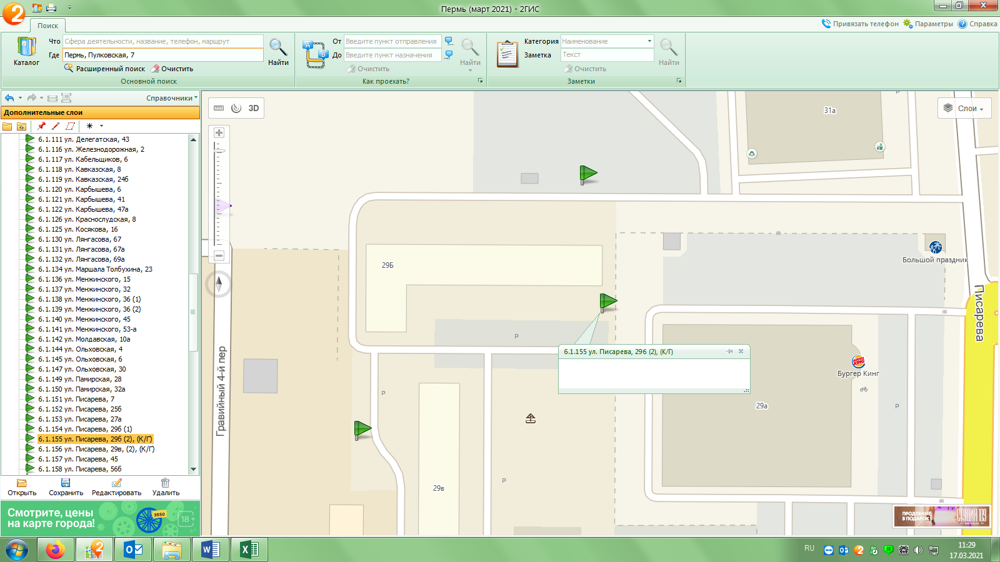 Пермь (март 2021) - 2ГИС
Поиск
Привязать телефон
Параметры
Справка
Каталог
Что
Сфера деятельности, название, телефон, маршрут
Где
Пермь, Пулковская, 7
Расширенный поиск
Очистить
Найти
Основной поиск
От
Введите пункт отправления
До
Введите пункт назначения
Очистить
Найти
Как проехать?
Категория
Наименование
Заметка
Текст
Очистить
Найти
Заметки
Справочники
Дополнительные слои
6.1.111 ул. Делегатская, 43
6.1.116 ул. Железнодорожная, 2
6.1.117 ул. Кабельщиков, 6
6.1.118 ул. Кавказская, 8
6.1.119 ул. Кавказская, 24б
6.1.120 ул. Карбышева, 6
6.1.121 ул. Карбышева, 41
6.1.122 ул. Карбышева, 47а
6.1.126 ул. Краснослудская, 8
6.1.125 ул. Косякова, 16
6.1.130 ул. Лянгасова, 67
6.1.131 ул. Лянгасова, 67а
6.1.132 ул. Лянгасова, 69а
6.1.134 ул. Маршала Толбухина, 23
6.1.136 ул. Менжинского, 15
6.1.137 ул. Менжинского, 32
6.1.138 ул. Менжинского, 36 (1)
6.1.139 ул. Менжинского, 36 (2)
6.1.140 ул. Менжинского, 45
6.1.141 ул. Менжинского, 53-а
6.1.142 ул. Молдавская, 10а
6.1.144 ул. Ольховская, 4
6.1.145 ул. Ольховская, 6
6.1.147 ул. Ольховская, 30
6.1.149 ул. Памирская, 28
6.1.150 ул. Памирская, 32а
6.1.151 ул. Писарева, 7
6.1.152 ул. Писарева, 25б
6.1.153 ул. Писарева, 27а
6.1.154 ул. Писарева, 29б (1)
6.1.155 ул. Писарева, 29б (2), (К/Г)
6.1.156 ул. Писарева, 29в, (2), (К/Г)
6.1.157 ул. Писарева, 45
6.1.158 ул. Писарева, 56б
Открыть
Сохранить
Редактировать
Удалить
Смотрите, цены
на карте города!
3550
18+
3D
Слои
31а
P
29Б
Большой праздник
Писарева
P
6.1.155 ул. Писарева, 29б (2), (К/Г)
BURGER KING
Бургер Кинг
29а
P
P
Гравийный 4-й пер
P
29в
ПРОДЛЕНИЕ
В ПОДАРОК
СТУДИЯ 109
RU
11:29
17.03.2021